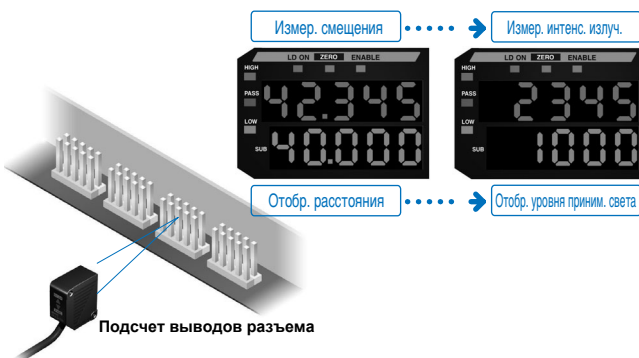 Измер. смещения
Измер. интенс. излуч.
LD ON ZERO ENABLE
HIGH
PASS
LOW
42.345
SUB
40.000
LD ON ZERO ENABLE
HIGH
PASS
LOW
2345
SUB
1000
Отобр. расстояния
Отобр. уровня приним. света
Подсчет выводов разъема